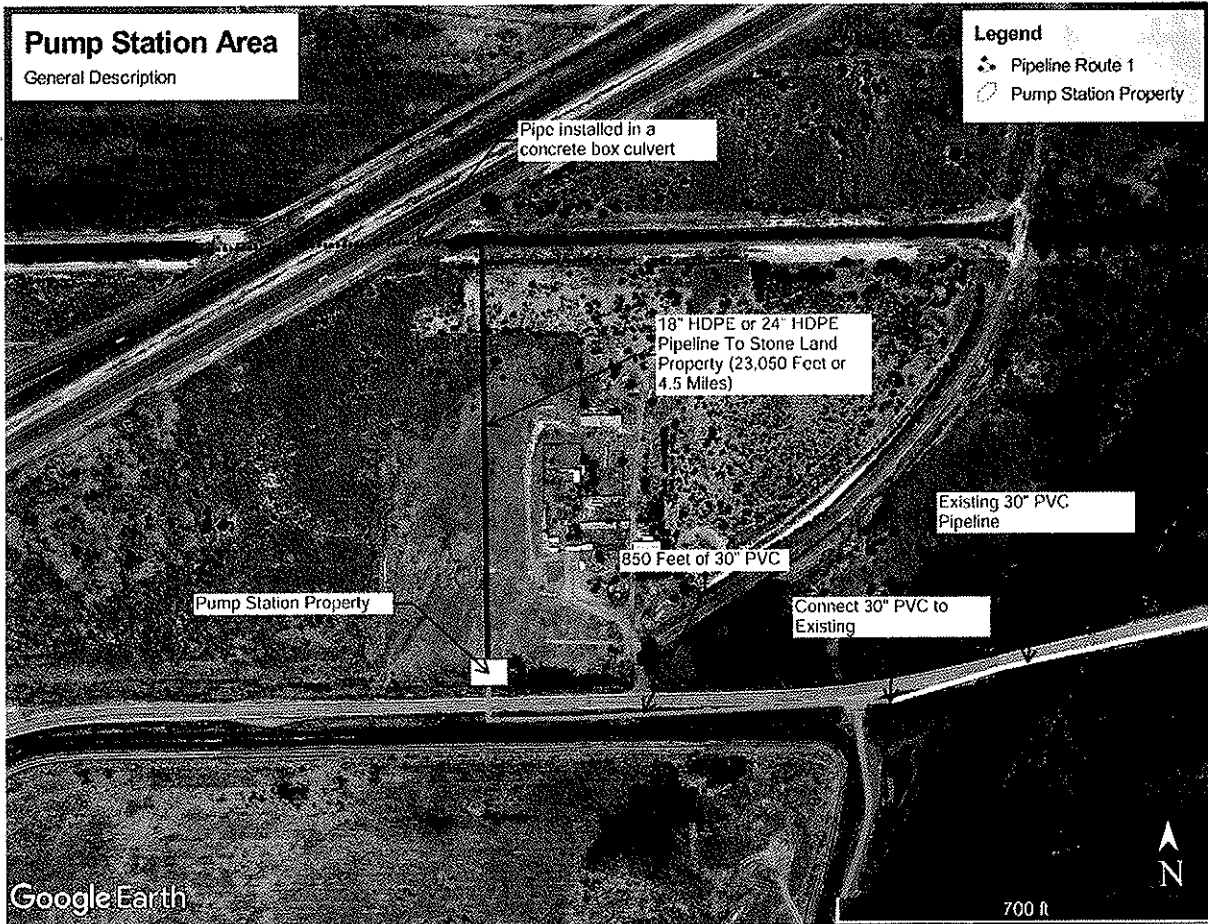 Pump Station Area
General Description
Legend
Pipeline Route 1
Pump Station Property
Pipe installed in a
concrete box culvert
18" HDPE or 24" HDPE
Pipeline To Stone Land
Property (23,050 Feet or
4.5 Miles)
Existing 30" PVC
Pipeline
850 Feet of 30" PVC
Pump Station Property
Connect 30" PVC to
Existing
N
Google Earth
700 ft